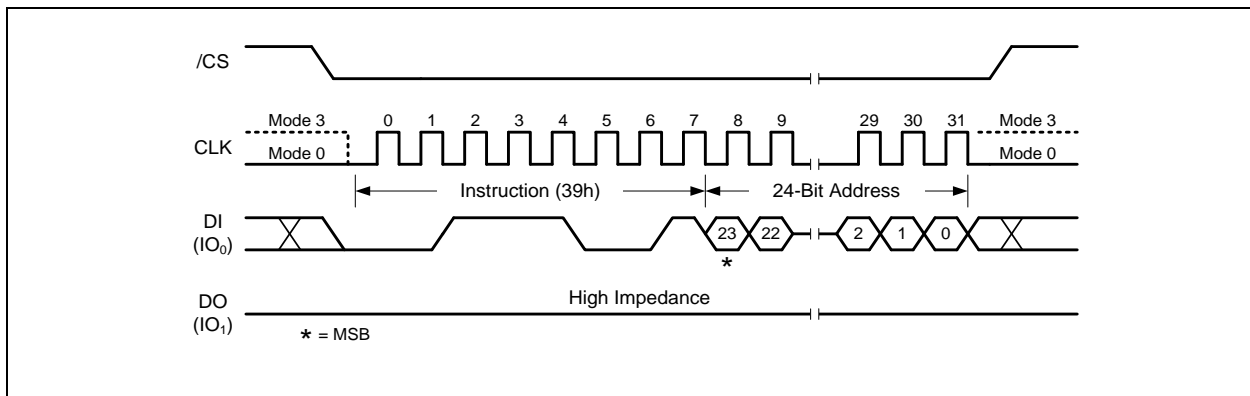 /CS
Mode 3
0 1 2 3 4 5 6 7 8 9 29 30 31
Mode 3
CLK
Mode 0
Mode 0
Instruction (39h)
24-Bit Address
DI
(IO₀)
23 22 2 1 0
*
DO
(IO₁)
High Impedance
* = MSB